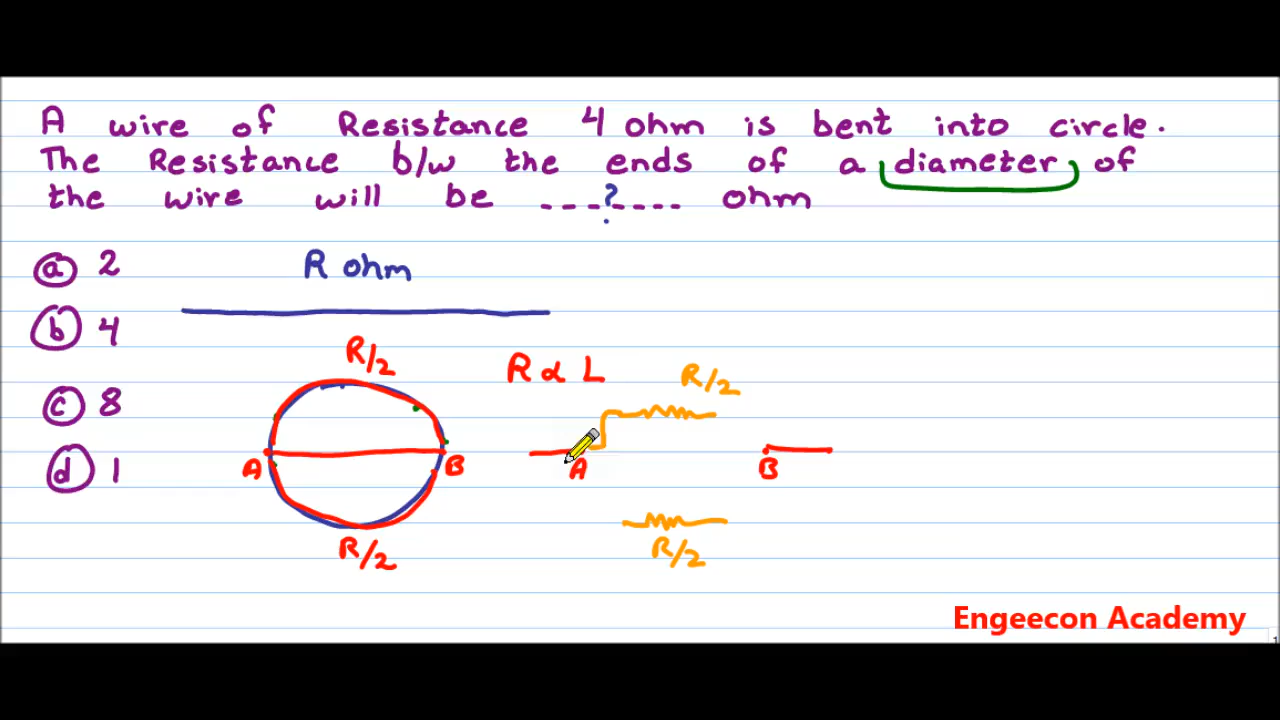 A wire of Resistance 4 ohm is bent into circle.
The Resistance b/w the ends of a diameter of
the wire will be ----?---- ohm
(a) 2
R ohm
(b) 4
R/2
R α L
R/2
(c) 8
A
B
A
B
(d) 1
R/2
R/2
Engeecon Academy
1